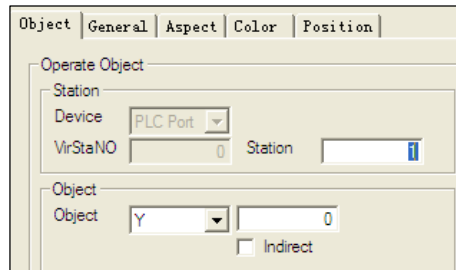 Object General Aspect Color Position
Operate Object
Station
Device PLC Port
VirStaNO 0 Station 1
Object
Object Y 0
Indirect